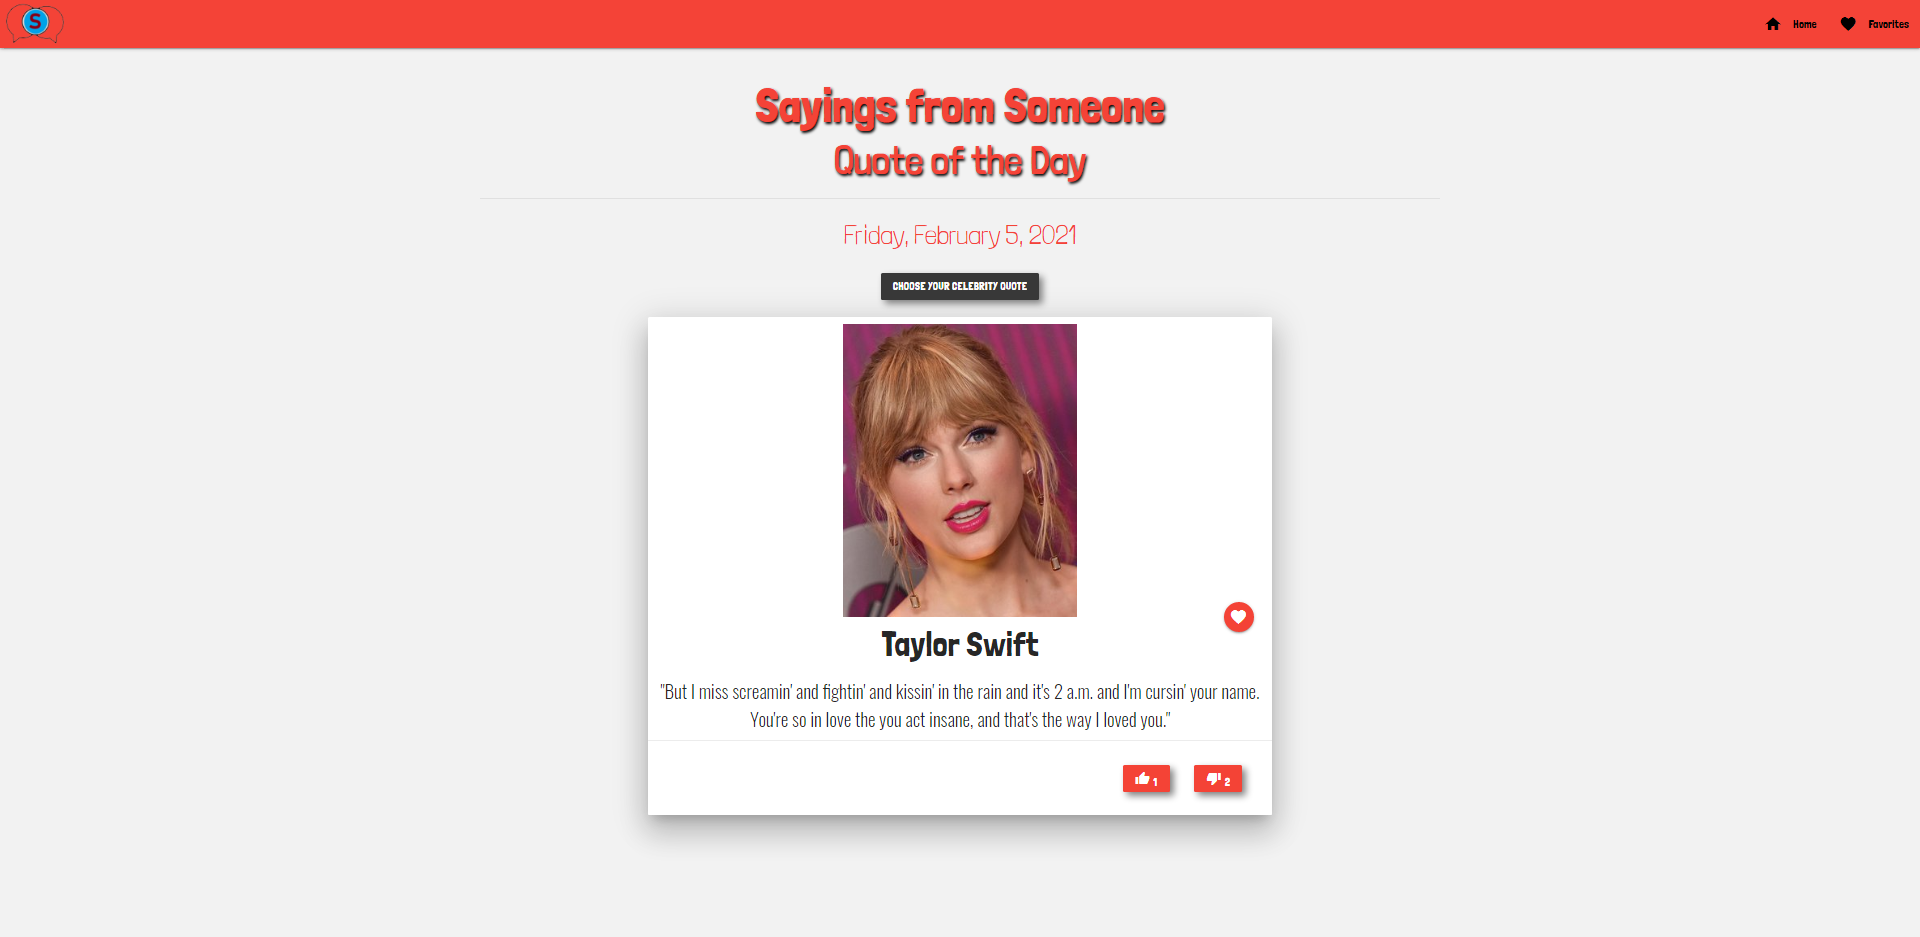 S
Home
Favorites
Sayings from Someone
Quote of the Day
Friday, February 5, 2021
CHOOSE YOUR CELEBRITY QUOTE
Taylor Swift
"But I miss screamin' and fightin' and kissin' in the rain and it's 2 a.m. and I'm cursin' your name.
You're so in love the you act insane, and that's the way I loved you."
1
2